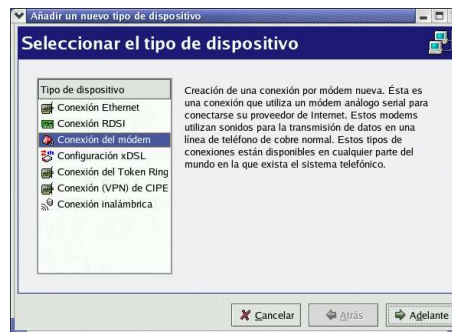 Añadir un nuevo tipo de dispositivo
Seleccionar el tipo de dispositivo
Tipo de dispositivo
Conexión Ethernet
Conexión RDSI
Conexión del módem
Configuración xDSL
Conexión del Token Ring
Conexión (VPN) de CIPE
Conexión inalámbrica
Creación de una conexión por módem nueva. Ésta es
una conexión que utiliza un módem análogo serial para
conectarse su proveedor de Internet. Estos modems
utilizan sonidos para la transmisión de datos en una
línea de teléfono de cobre normal. Estos tipos de
conexiones están disponibles en cualquier parte del
mundo en la que exista el sistema telefónico.
Cancelar
Atrás
Adelante